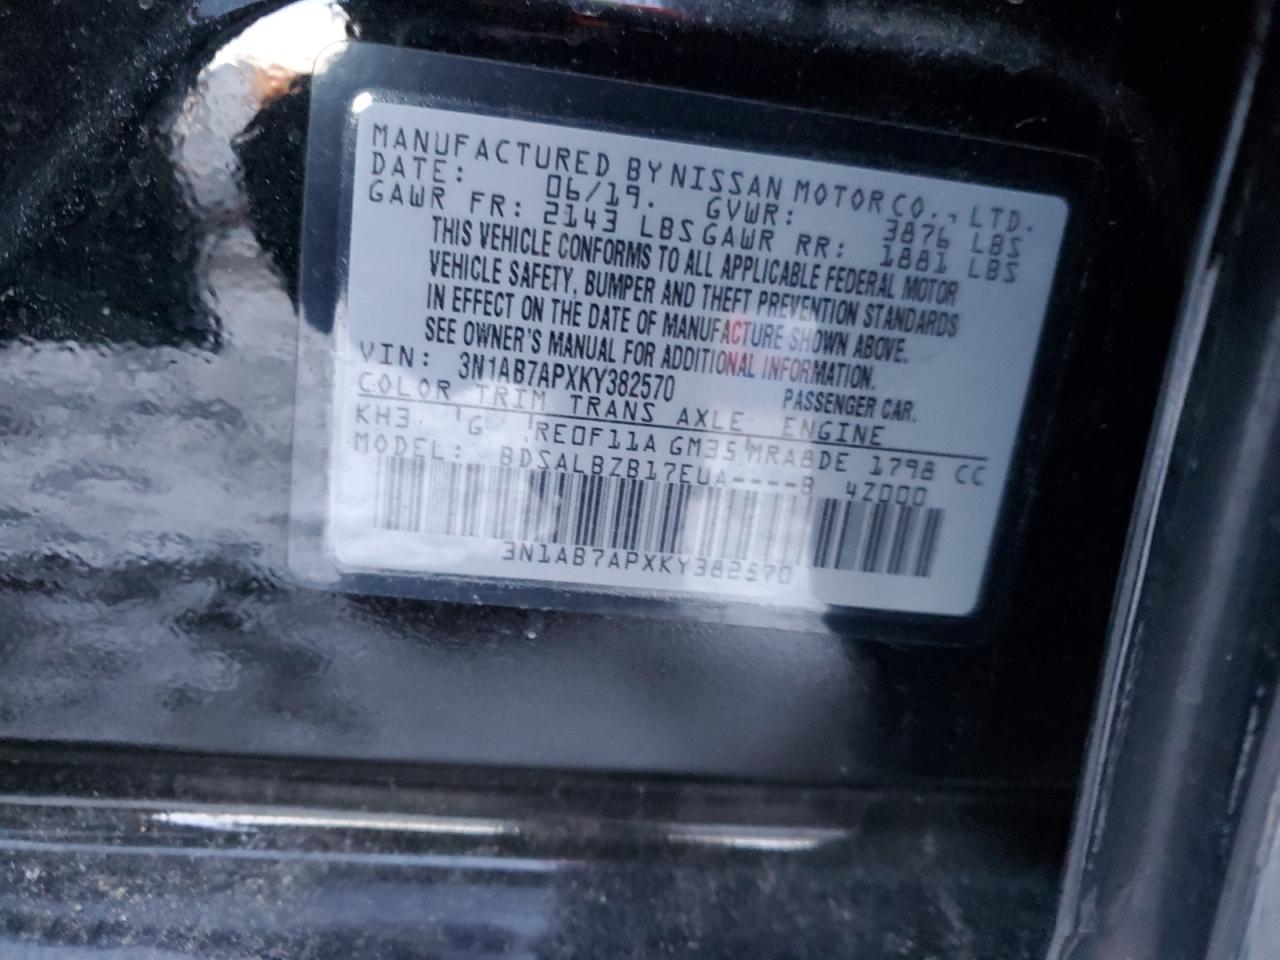 MANUFACTURED BY NISSAN MOTOR CO., LTD.
DATE: 06/19. GVWR: 3876 LBS
GAWR FR: 2143 LBS GAWR RR: 1881 LBS
THIS VEHICLE CONFORMS TO ALL APPLICABLE FEDERAL MOTOR
VEHICLE SAFETY, BUMPER AND THEFT PREVENTION STANDARDS
IN EFFECT ON THE DATE OF MANUFACTURE SHOWN ABOVE.
SEE OWNER'S MANUAL FOR ADDITIONAL INFORMATION.
VIN: 3N1AB7APXKY382570 PASSENGER CAR.
COLOR TRIM TRANS AXLE ENGINE
KH3 G RE0F11A GM35 MRA8DE 1798 CC
MODEL: BDSALBZB17EUA----B 4Z000
3N1AB7APXKY382570